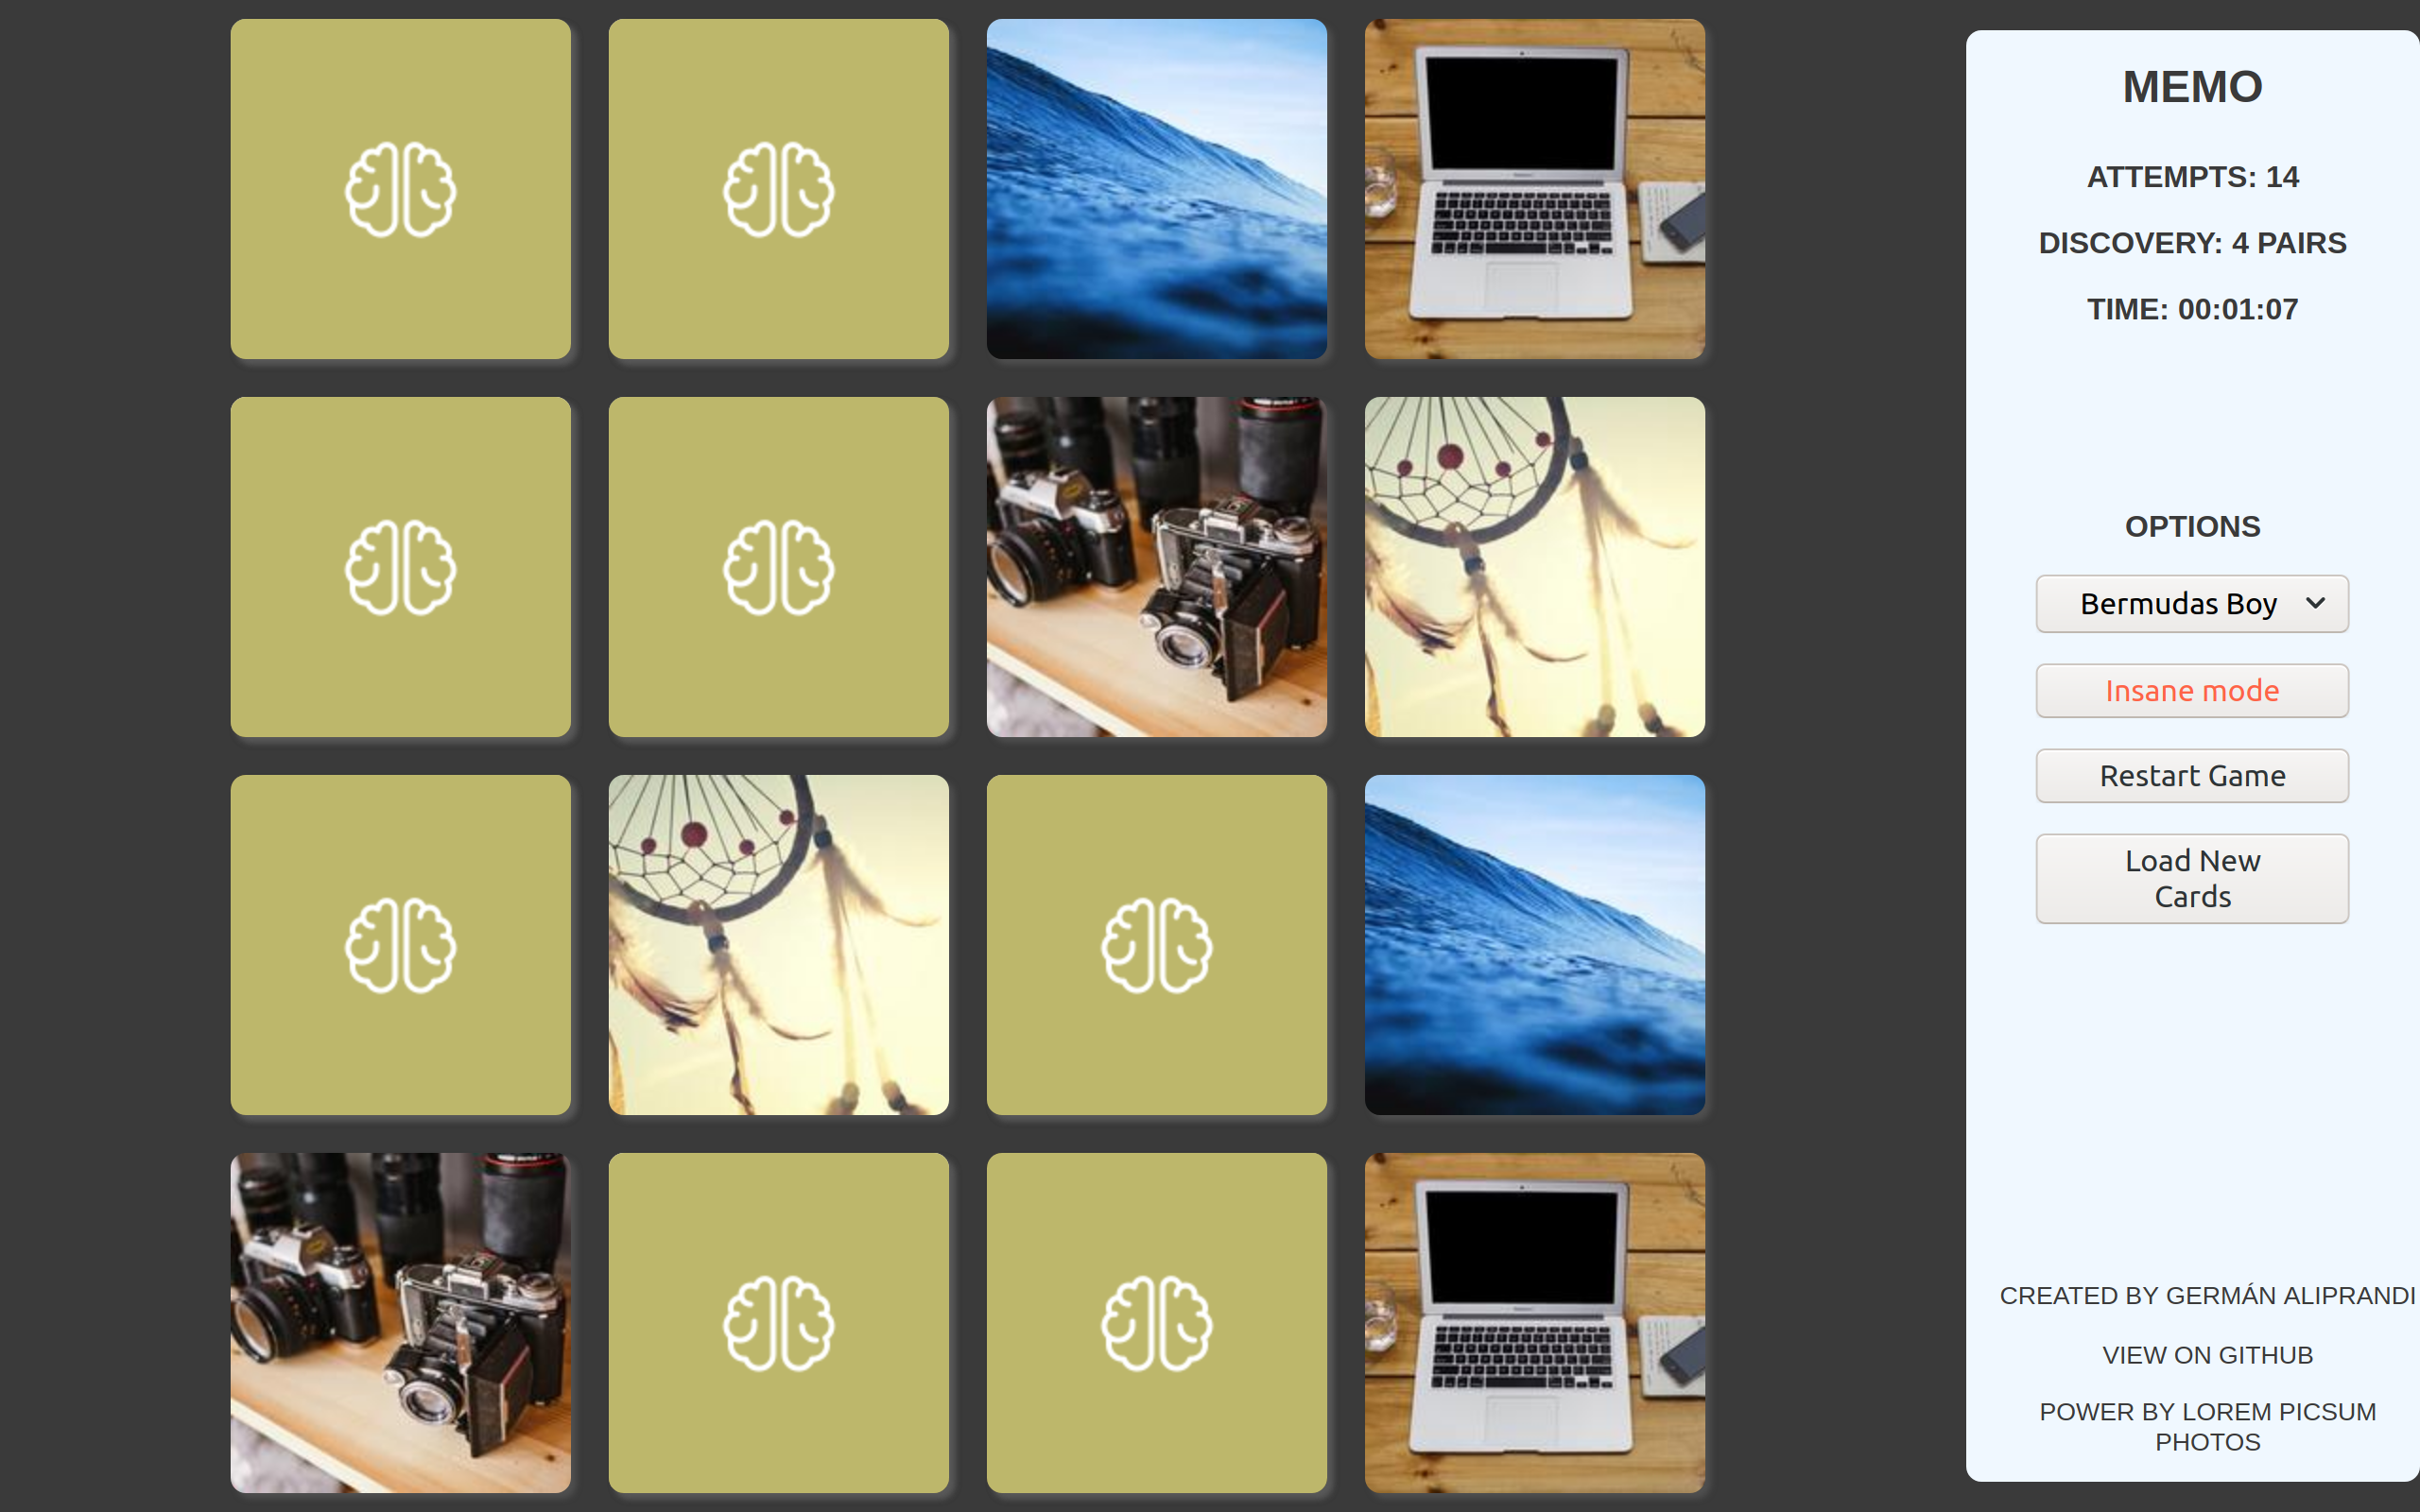 MEMO
ATTEMPTS: 14
DISCOVERY: 4 PAIRS
TIME: 00:01:07
OPTIONS
Bermudas Boy
Insane mode
Restart Game
Load New
Cards
CREATED BY GERMÁN ALIPRANDI
VIEW ON GITHUB
POWER BY LOREM PICSUM
PHOTOS